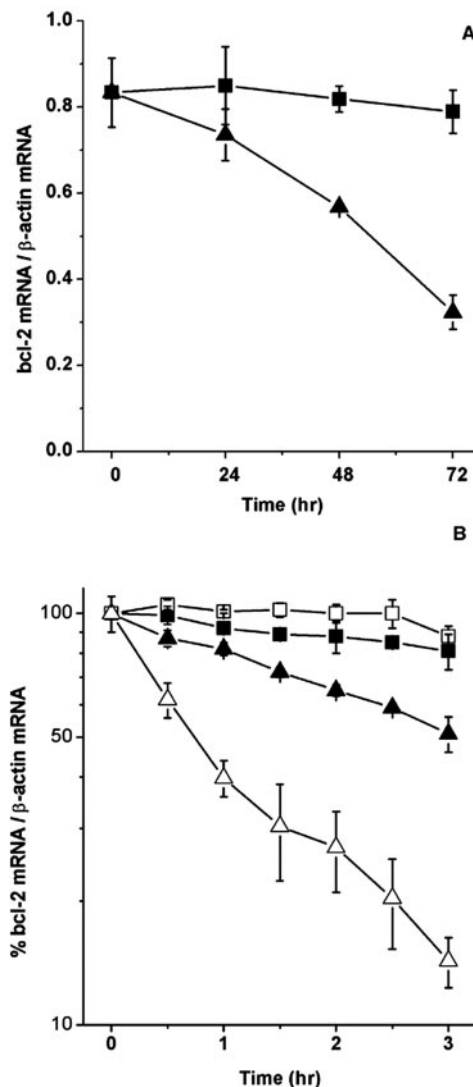 A
bcl-2 mRNA / β-actin mRNA
1.0
0.8
0.6
0.4
0.2
0.0
0 24 48 72
Time (hr)
B
% bcl-2 mRNA / β-actin mRNA
100
50
10
0 1 2 3
Time (hr)